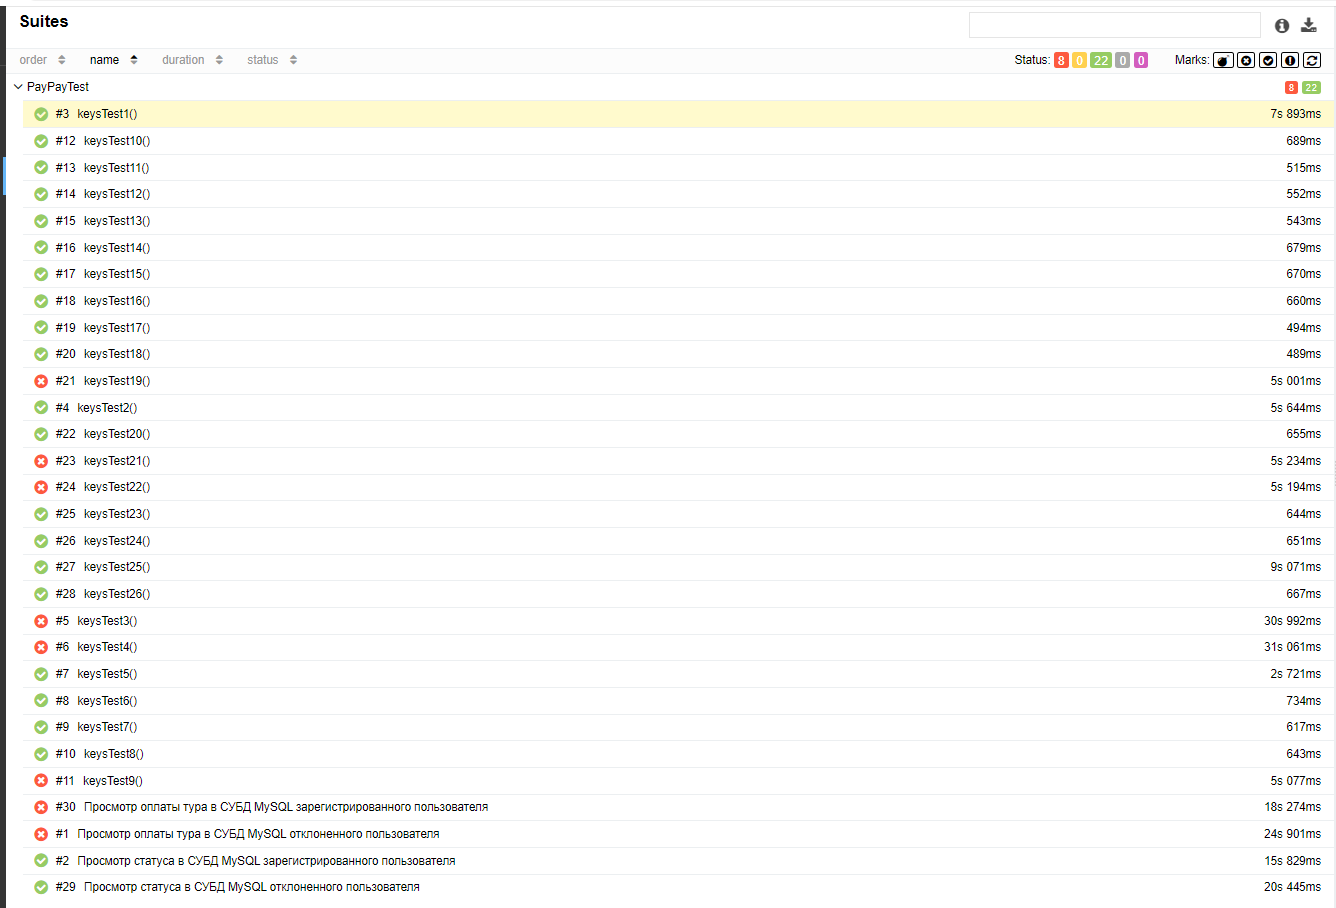 Suites
order name duration status Status: 8 0 22 0 0 Marks:
PayPayTest 8 22
#3 keysTest1() 7s 893ms
#12 keysTest10() 689ms
#13 keysTest11() 515ms
#14 keysTest12() 552ms
#15 keysTest13() 543ms
#16 keysTest14() 679ms
#17 keysTest15() 670ms
#18 keysTest16() 660ms
#19 keysTest17() 494ms
#20 keysTest18() 489ms
#21 keysTest19() 5s 001ms
#4 keysTest2() 5s 644ms
#22 keysTest20() 655ms
#23 keysTest21() 5s 234ms
#24 keysTest22() 5s 194ms
#25 keysTest23() 644ms
#26 keysTest24() 651ms
#27 keysTest25() 9s 071ms
#28 keysTest26() 667ms
#5 keysTest3() 30s 992ms
#6 keysTest4() 31s 061ms
#7 keysTest5() 2s 721ms
#8 keysTest6() 734ms
#9 keysTest7() 617ms
#10 keysTest8() 643ms
#11 keysTest9() 5s 077ms
#30 Просмотр оплаты тура в СУБД MySQL зарегистрированного пользователя 18s 274ms
#1 Просмотр оплаты тура в СУБД MySQL отклоненного пользователя 24s 901ms
#2 Просмотр статуса в СУБД MySQL зарегистрированного пользователя 15s 829ms
#29 Просмотр статуса в СУБД MySQL отклоненного пользователя 20s 445ms